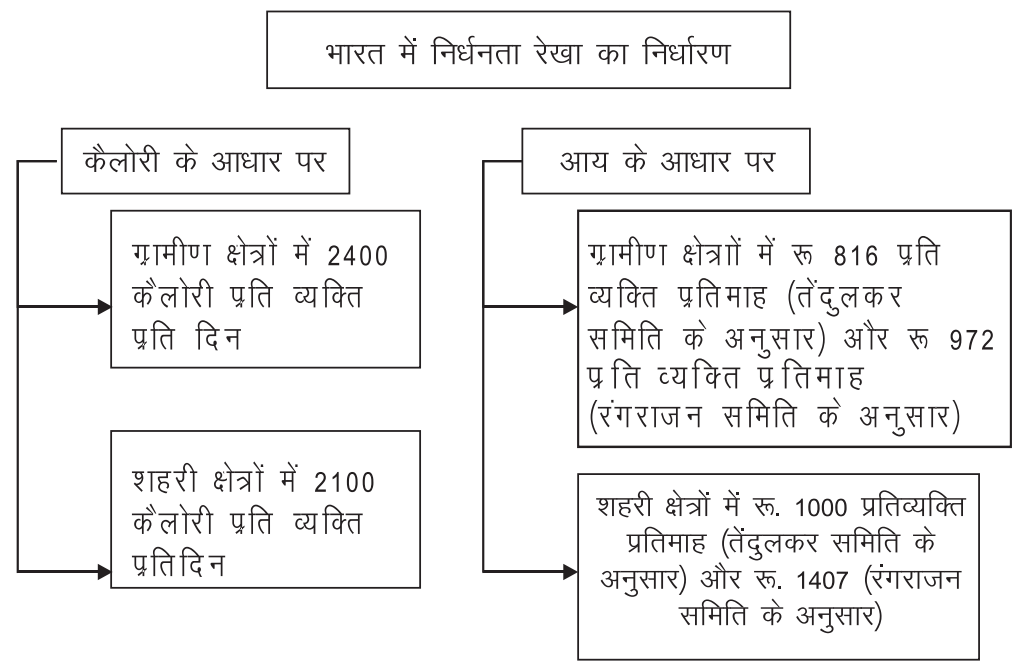 भारत में निर्धनता रेखा का निर्धारण
कैलोरी के आधार पर
ग्रामीण क्षेत्रों में 2400
कैलोरी प्रति व्यक्ति
प्रति दिन
शहरी क्षेत्रों में 2100
कैलोरी प्रति व्यक्ति
प्रतिदिन
आय के आधार पर
ग्रामीण क्षेत्राों में रू 816 प्रति
व्यक्ति प्रतिमाह (तेंदुलकर
समिति के अनुसार) और रू 972
प्रति व्यक्ति प्रतिमाह
(रंगराजन समिति के अनुसार)
शहरी क्षेत्रों में रू. 1000 प्रतिव्यक्ति
प्रतिमाह (तेंदुलकर समिति के
अनुसार) और रू. 1407 (रंगराजन
समिति के अनुसार)